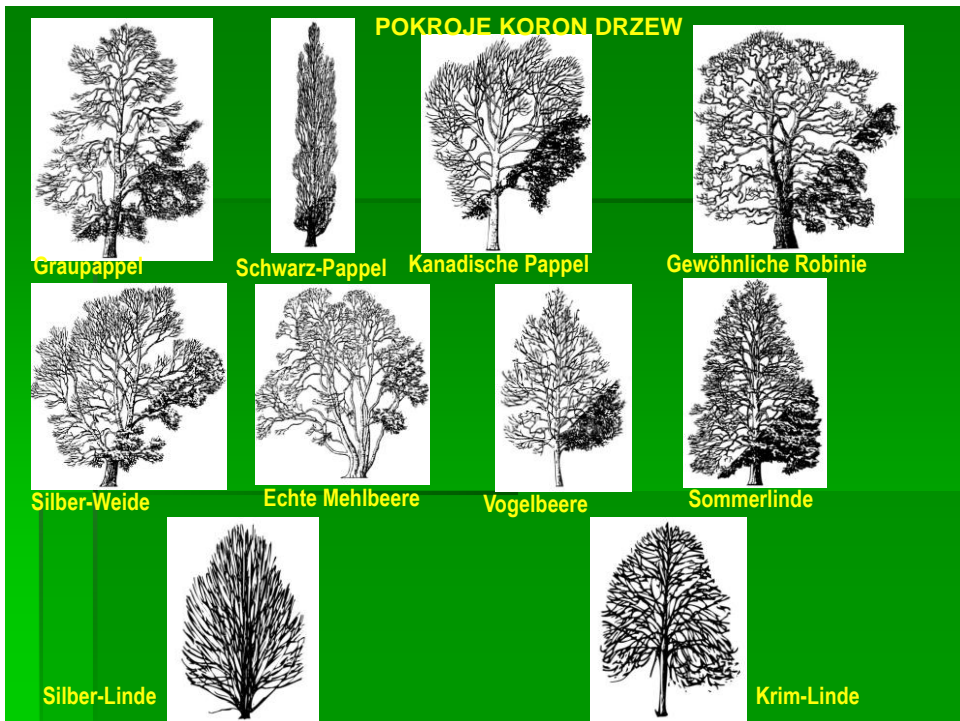 POKROJE KORON DRZEW
Graupappel
Schwarz-Pappel
Kanadische Pappel
Gewöhnliche Robinie
Silber-Weide
Echte Mehlbeere
Vogelbeere
Sommerlinde
Silber-Linde
Krim-Linde